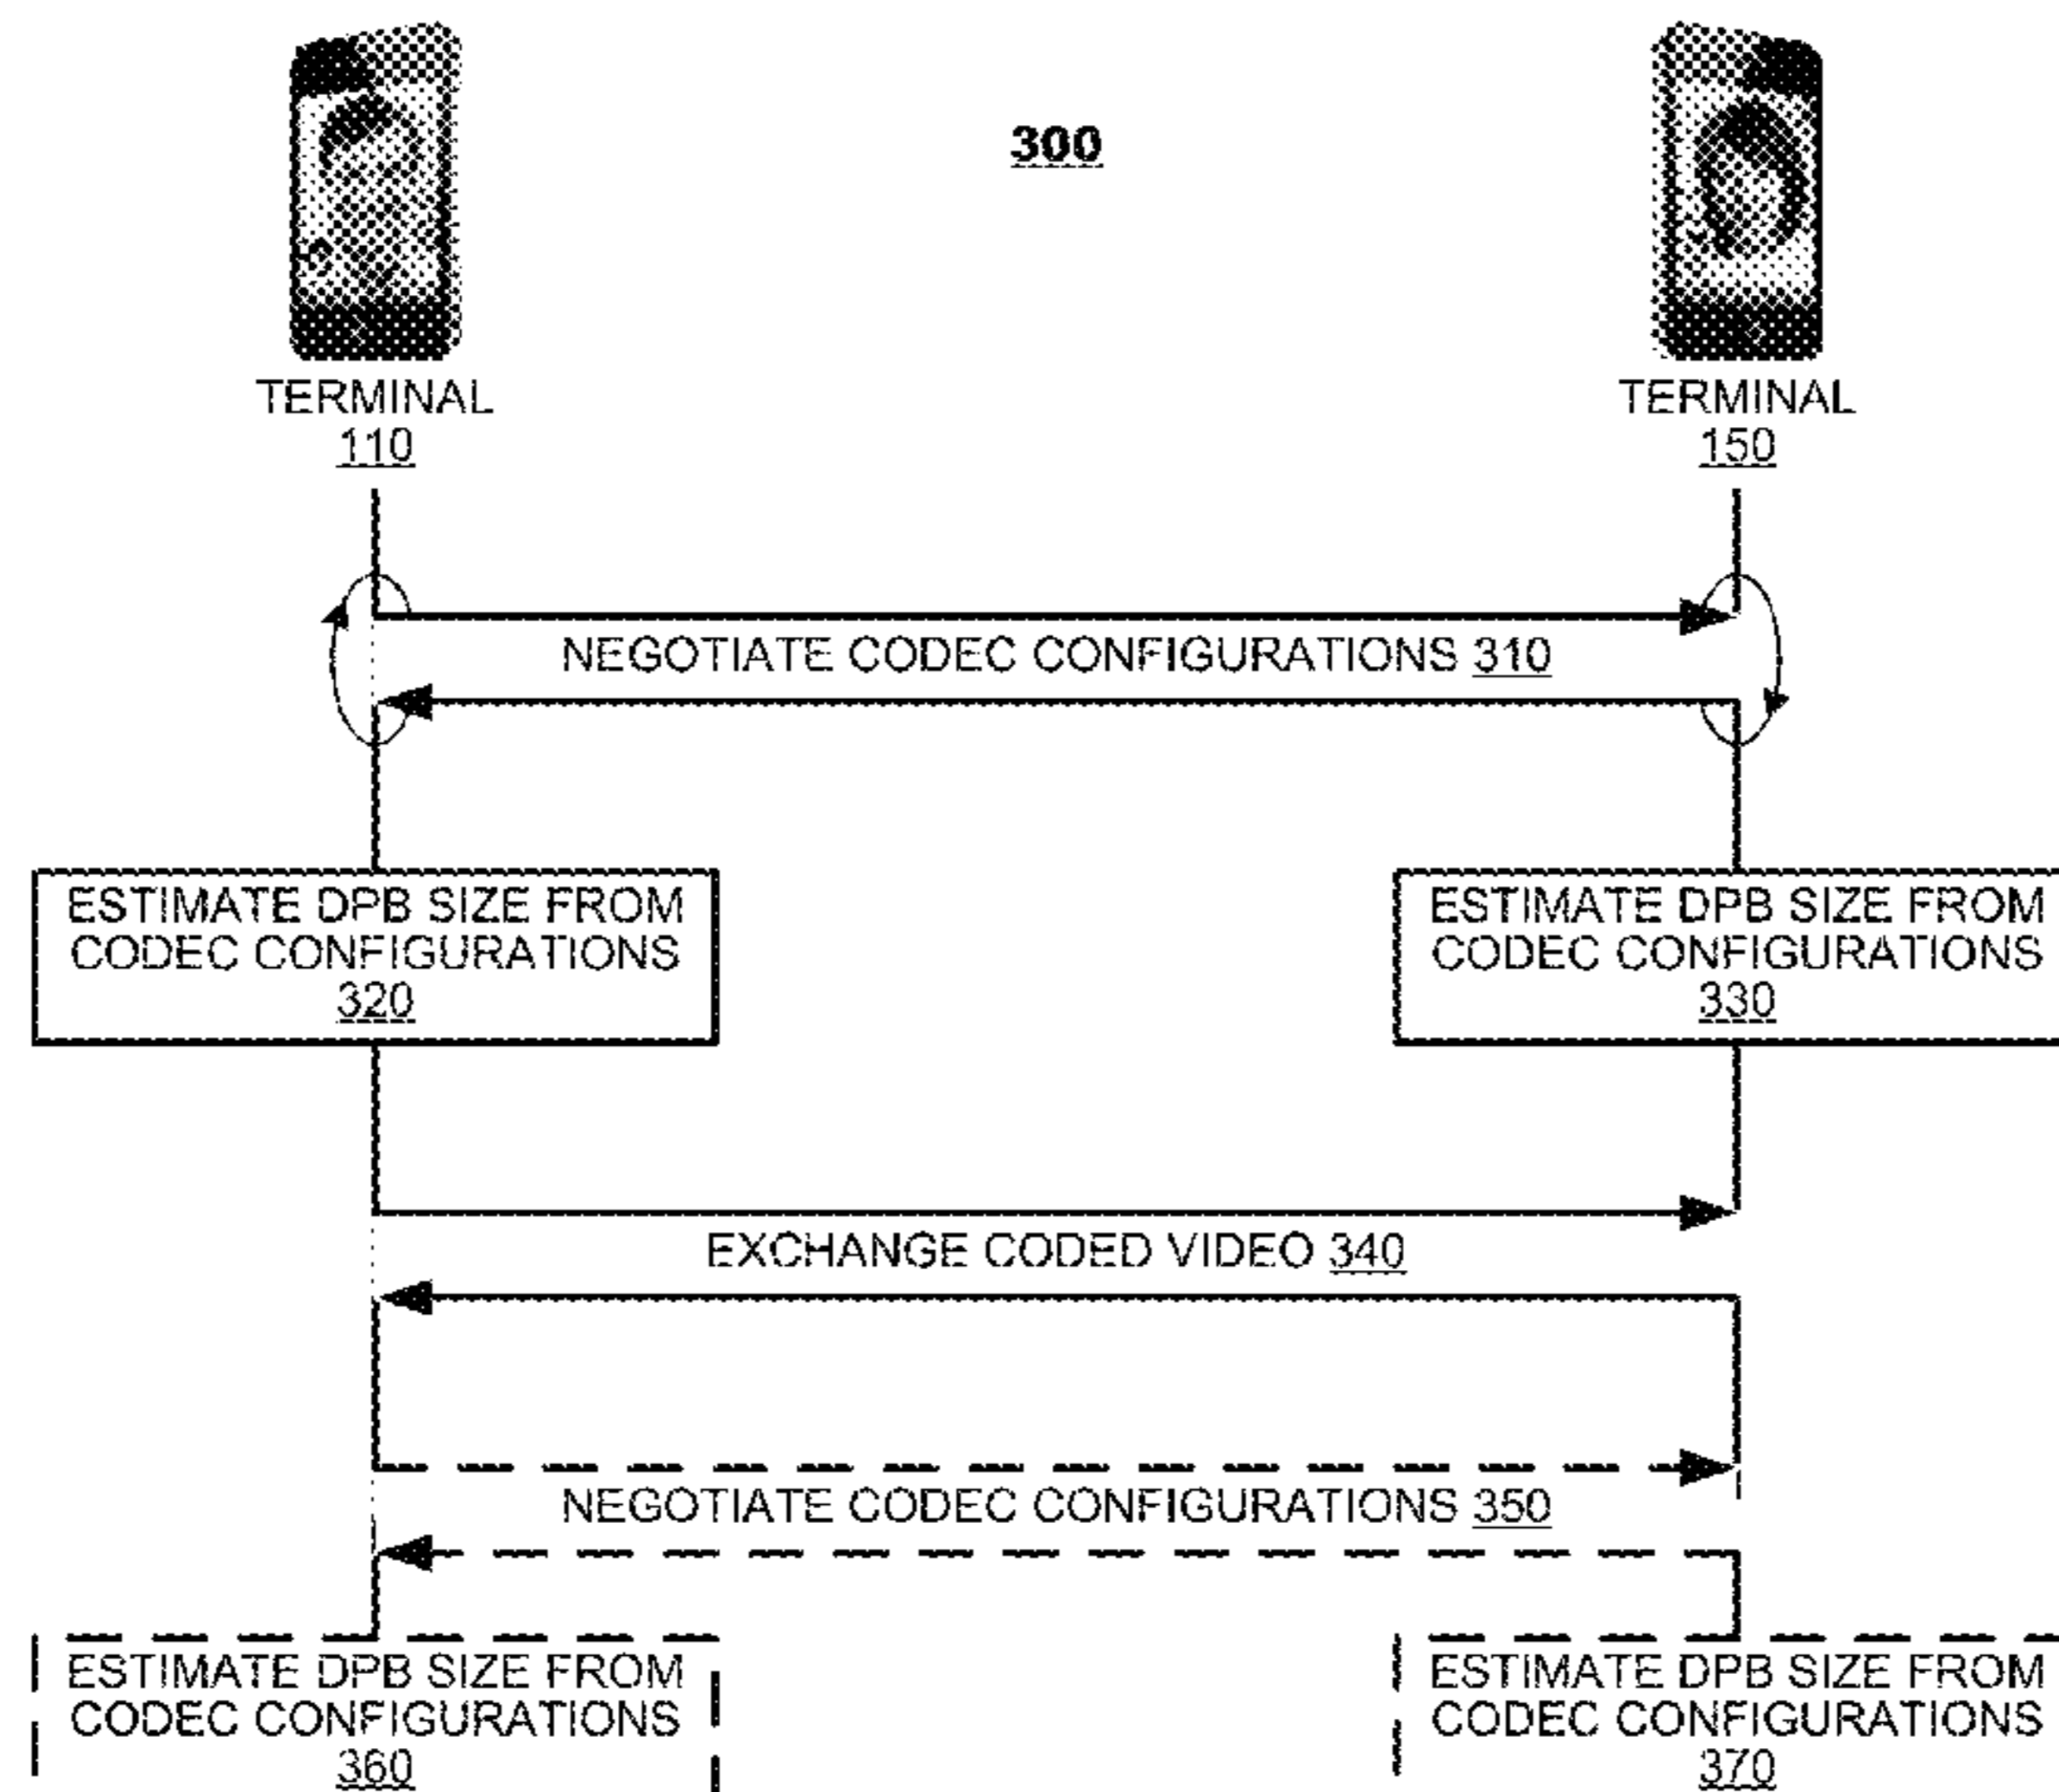 300
TERMINAL
110
TERMINAL
150
NEGOTIATE CODEC CONFIGURATIONS 310
ESTIMATE DPB SIZE FROM
CODEC CONFIGURATIONS
320
ESTIMATE DPB SIZE FROM
CODEC CONFIGURATIONS
330
EXCHANGE CODED VIDEO 340
NEGOTIATE CODEC CONFIGURATIONS 350
ESTIMATE DPB SIZE FROM
CODEC CONFIGURATIONS
360
ESTIMATE DPB SIZE FROM
CODEC CONFIGURATIONS
370